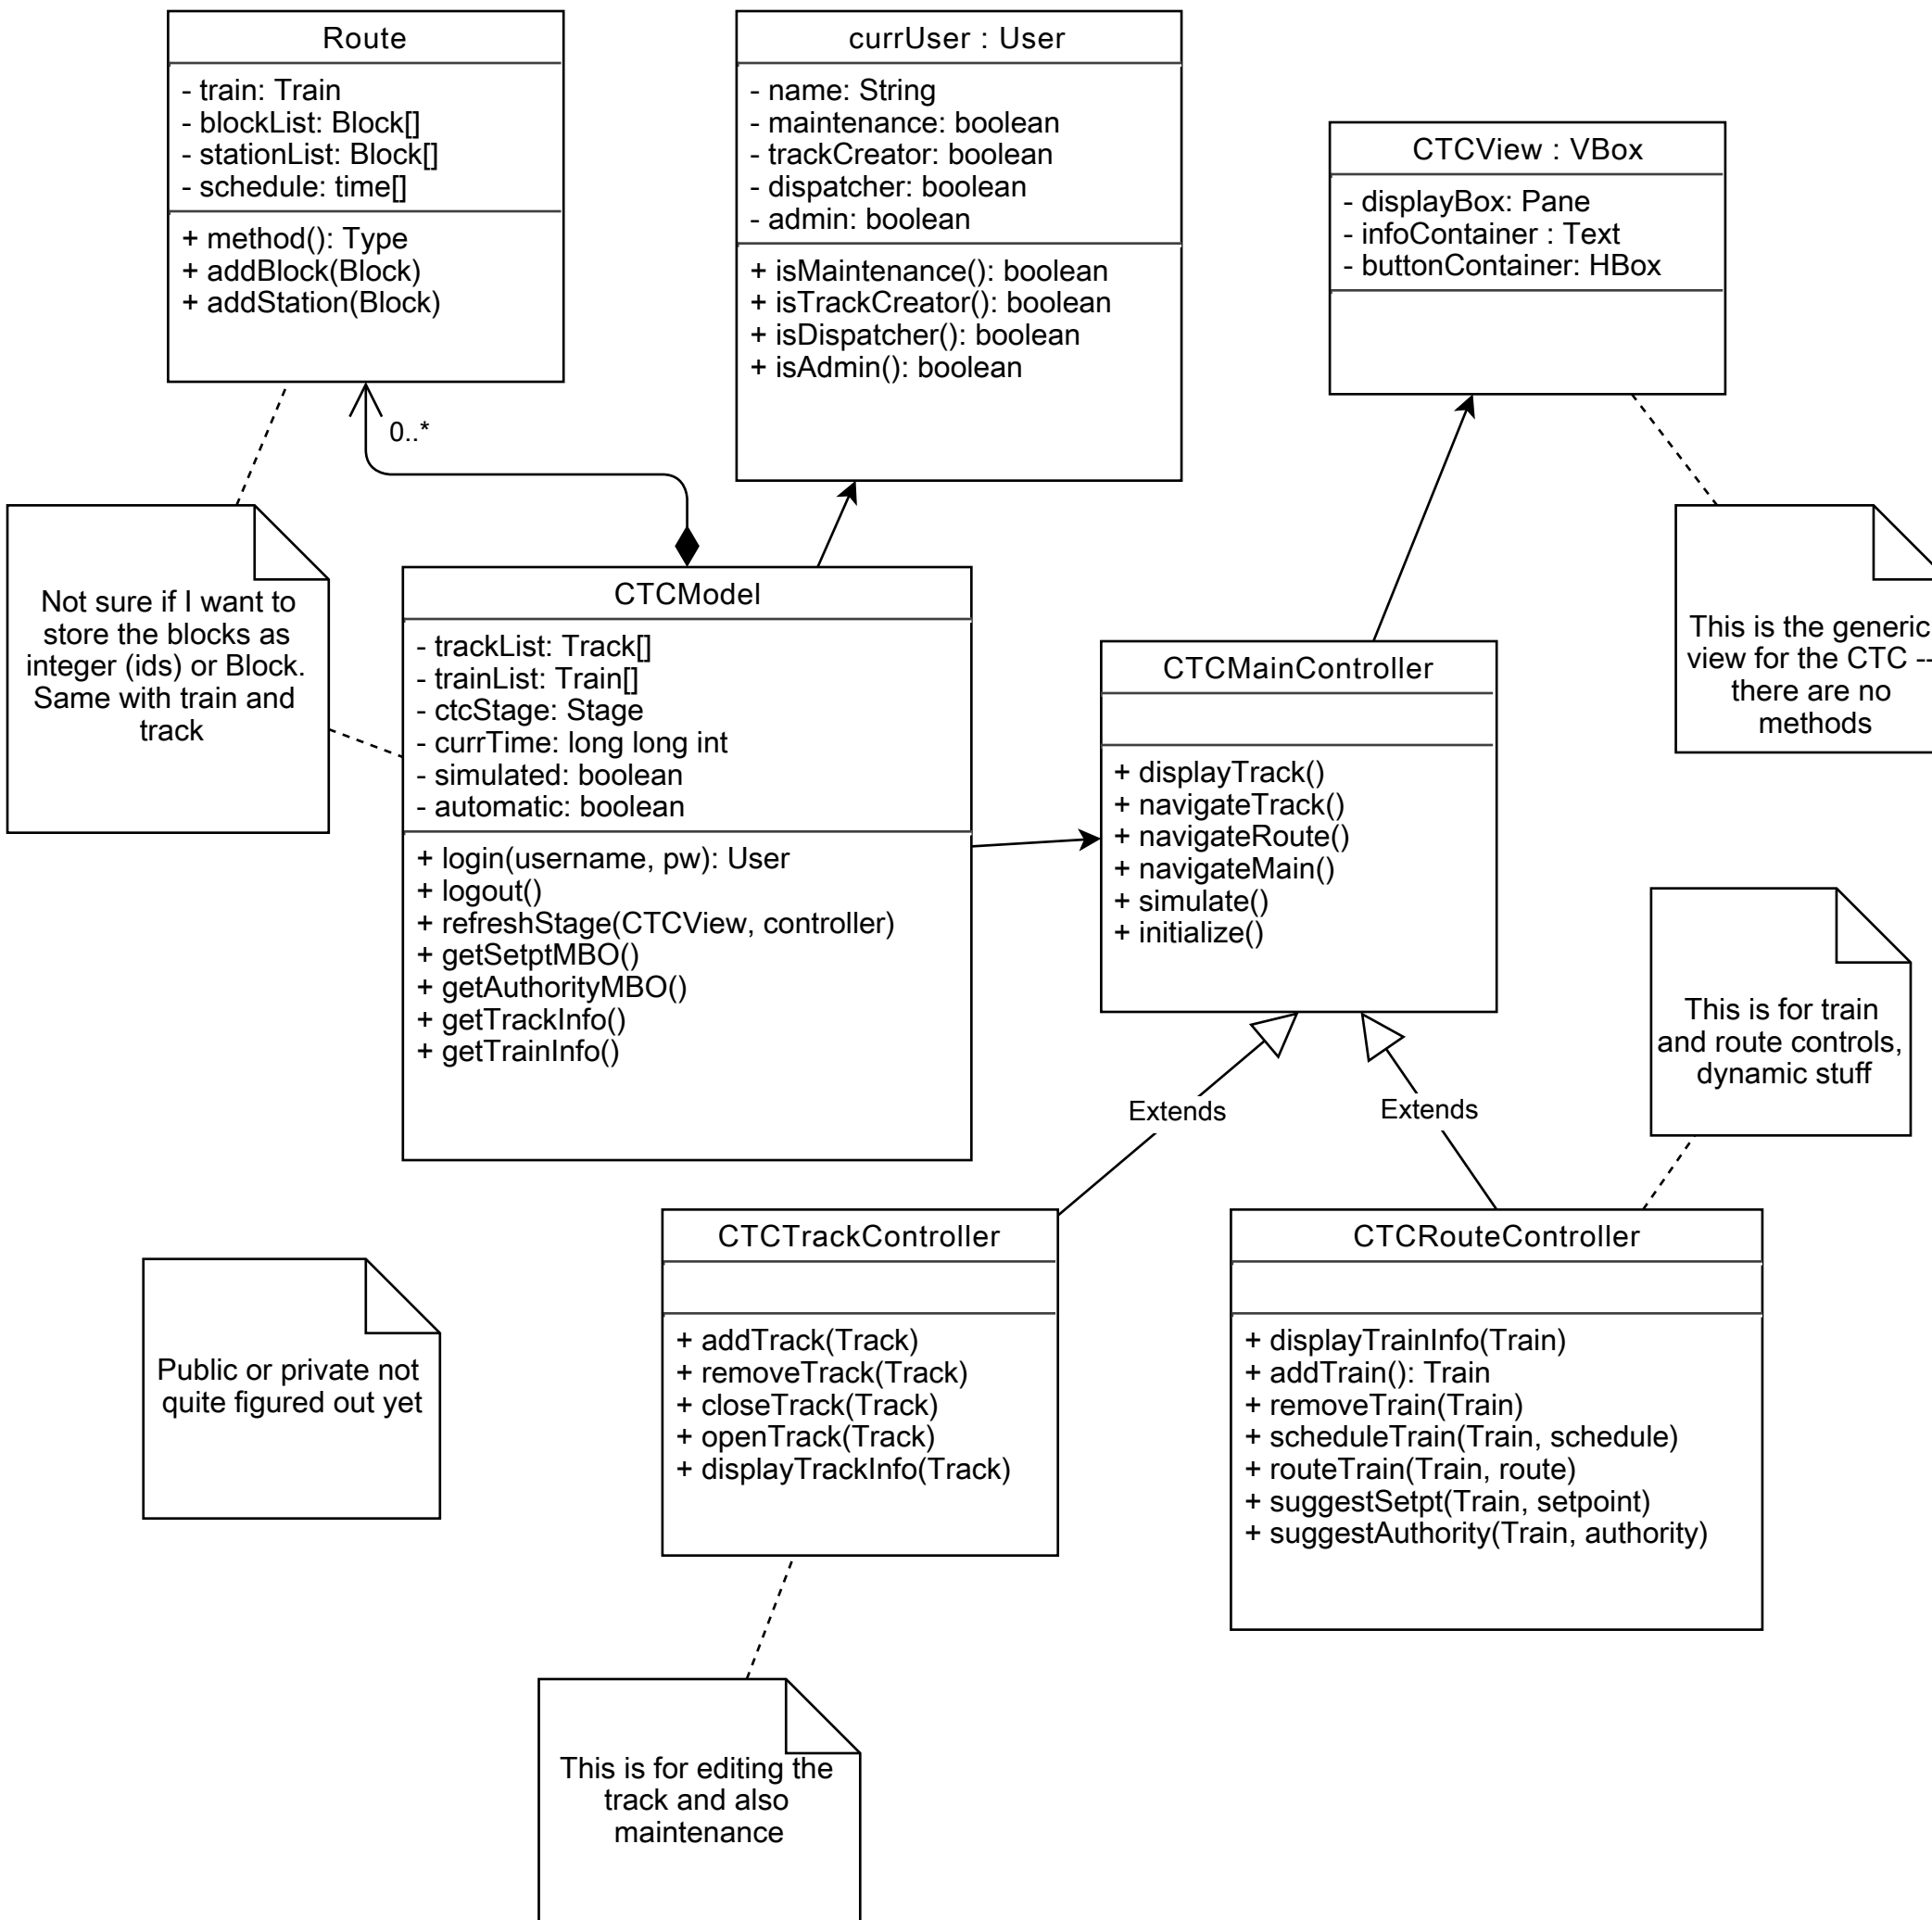 Route
- train: Train
- blockList: Block[]
- stationList: Block[]
- schedule: time[]
+ method(): Type
+ addBlock(Block)
+ addStation(Block)
currUser : User
- name: String
- maintenance: boolean
- trackCreator: boolean
- dispatcher: boolean
- admin: boolean
+ isMaintenance(): boolean
+ isTrackCreator(): boolean
+ isDispatcher(): boolean
+ isAdmin(): boolean
CTCView : VBox
- displayBox: Pane
- infoContainer : Text
- buttonContainer: HBox
0..*
Not sure if I want to
store the blocks as
integer (ids) or Block.
Same with train and
track
CTCModel
- trackList: Track[]
- trainList: Train[]
- ctcStage: Stage
- currTime: long long int
- simulated: boolean
- automatic: boolean
+ login(username, pw): User
+ logout()
+ refreshStage(CTCView, controller)
+ getSetptMBO()
+ getAuthorityMBO()
+ getTrackInfo()
+ getTrainInfo()
CTCMainController
+ displayTrack()
+ navigateTrack()
+ navigateRoute()
+ navigateMain()
+ simulate()
+ initialize()
This is the generic
view for the CTC --
there are no
methods
This is for train
and route controls,
dynamic stuff
Extends
Extends
CTCTrackController
+ addTrack(Track)
+ removeTrack(Track)
+ closeTrack(Track)
+ openTrack(Track)
+ displayTrackInfo(Track)
CTCRouteController
+ displayTrainInfo(Train)
+ addTrain(): Train
+ removeTrain(Train)
+ scheduleTrain(Train, schedule)
+ routeTrain(Train, route)
+ suggestSetpt(Train, setpoint)
+ suggestAuthority(Train, authority)
Public or private not
quite figured out yet
This is for editing the
track and also
maintenance